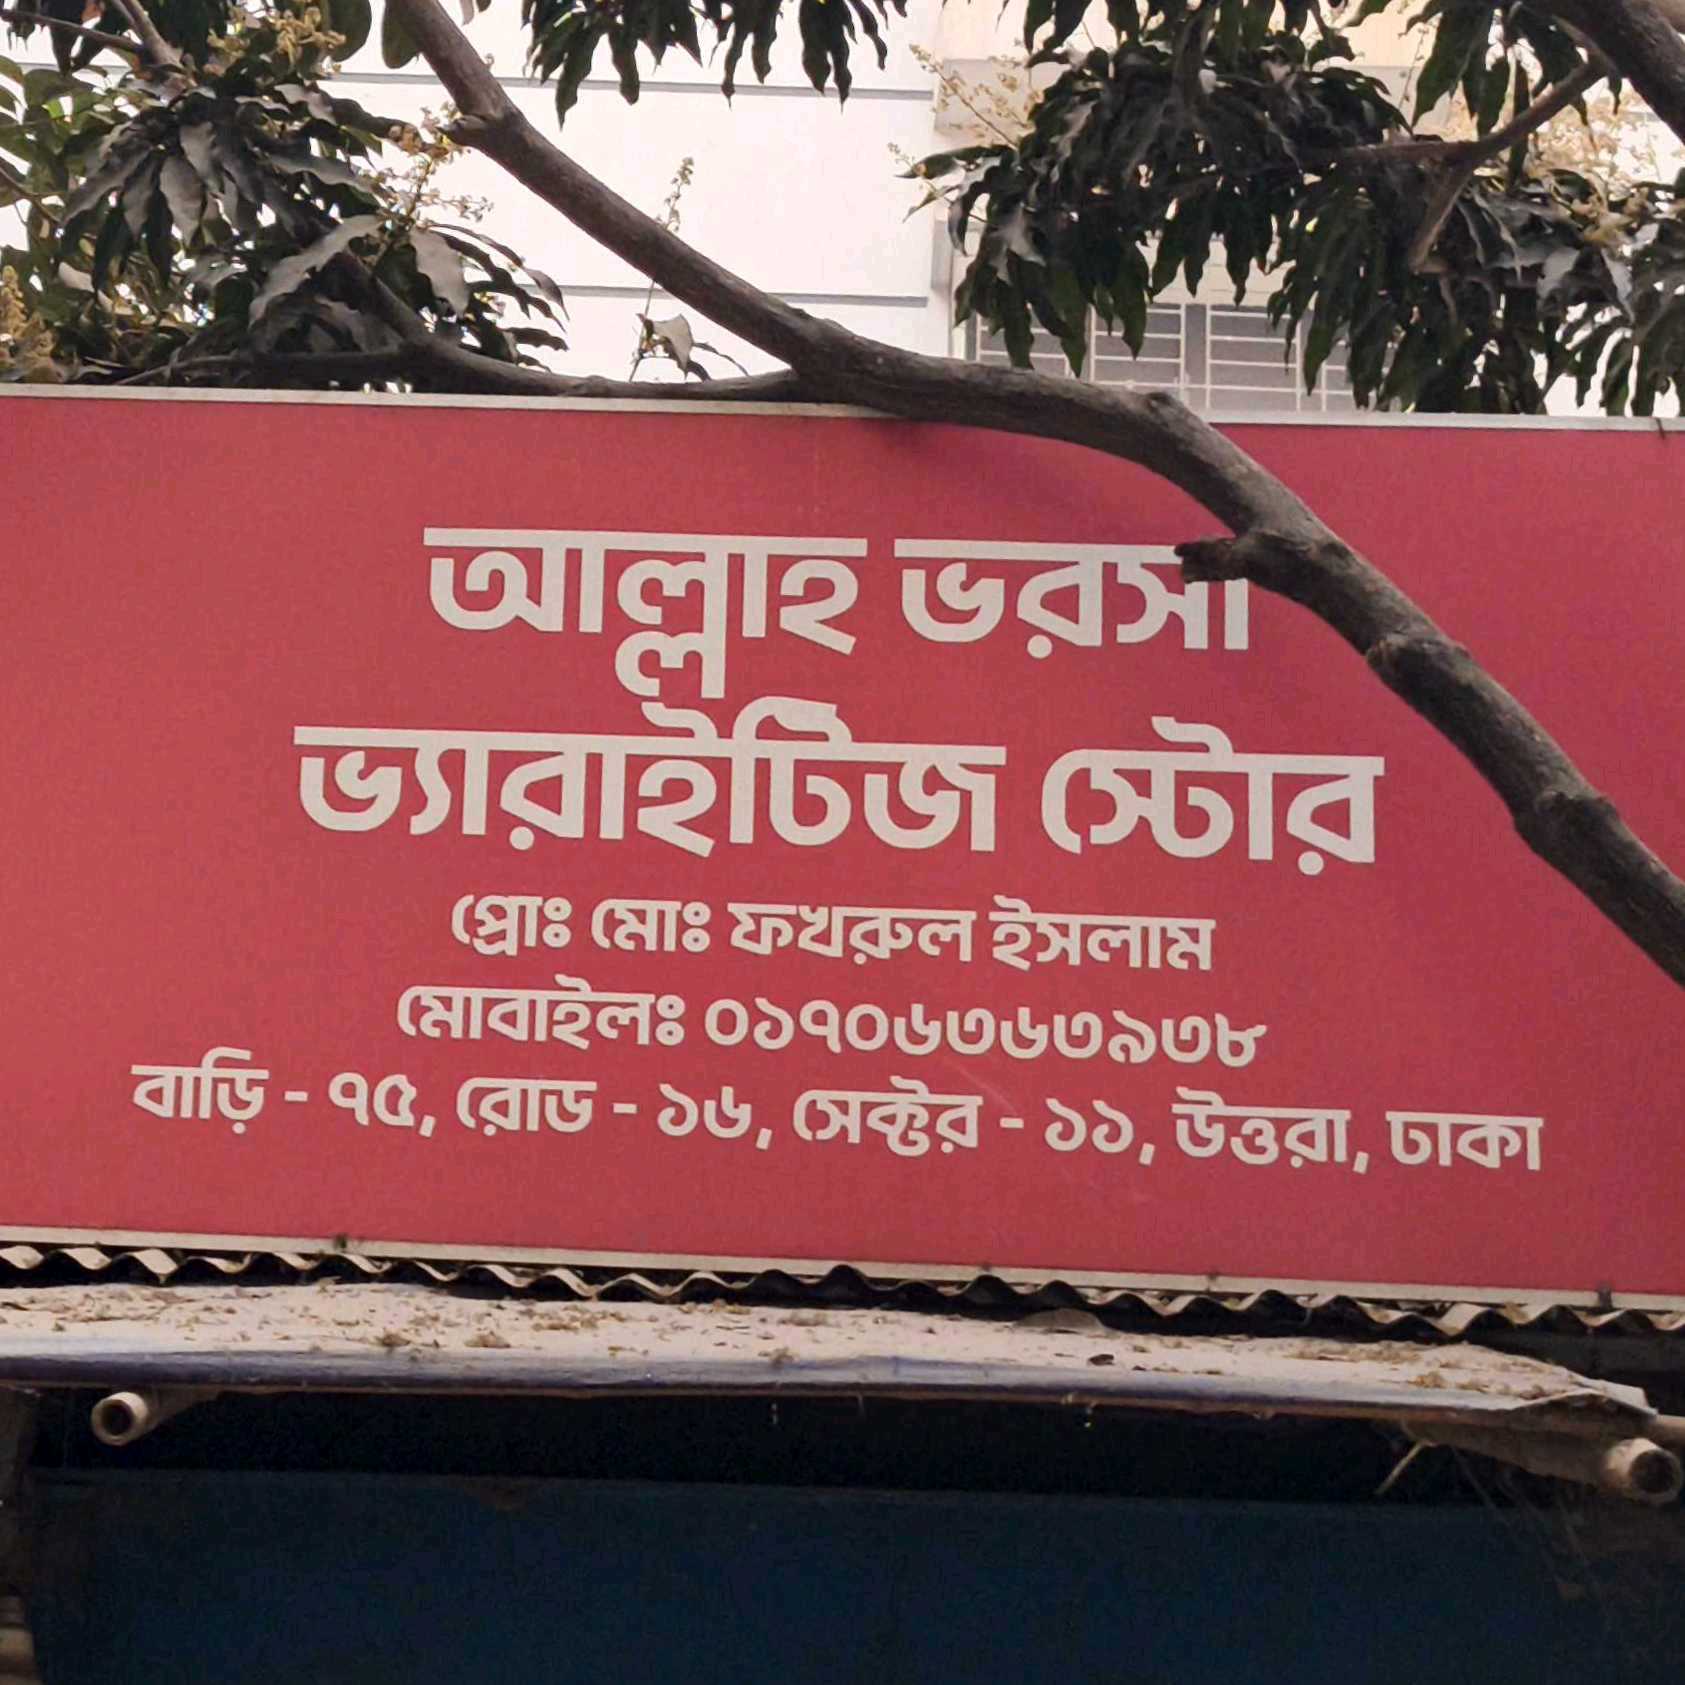 আল্লাহ ভরসা
ভ্যারাইটিজ স্টোর
প্রোঃ মোঃ ফখরুল ইসলাম
মোবাইলঃ ০১৭০৬৩৬৩৯৩৮
বাড়ি - ৭৫, রোড - ১৬, সেক্টর - ১১, উত্তরা, ঢাকা